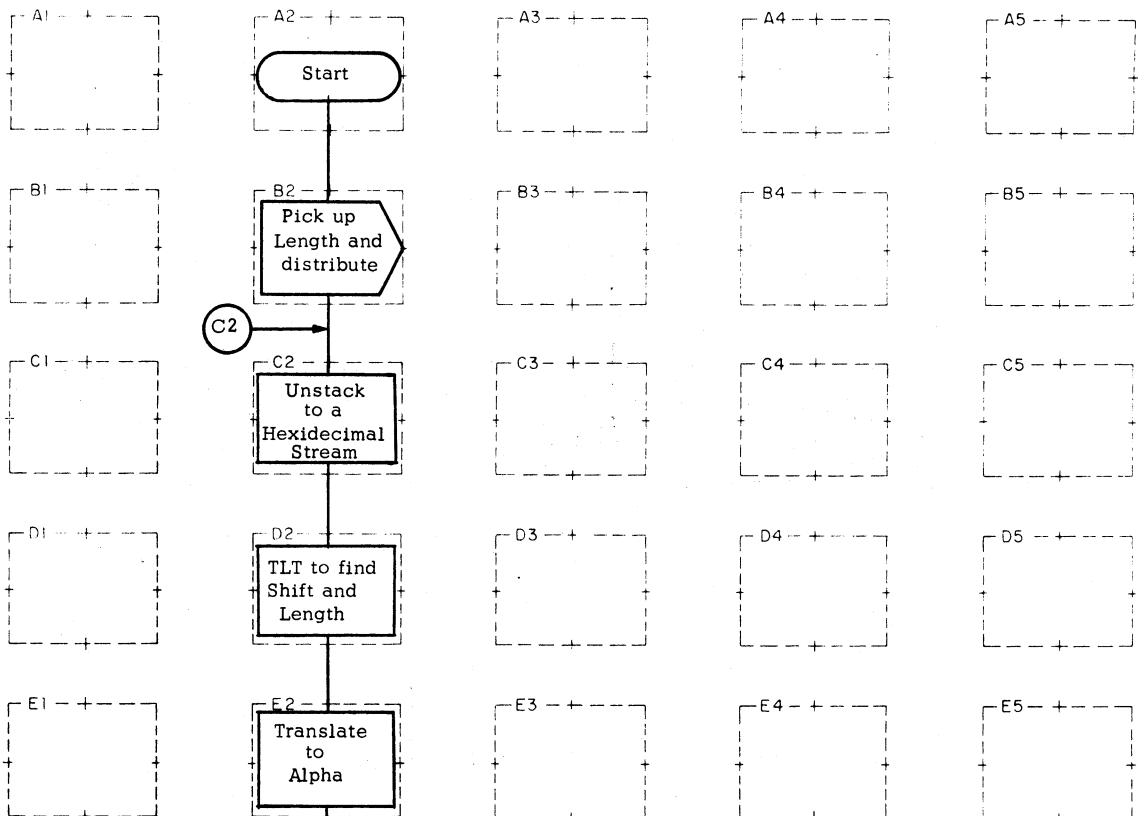 A1
A2
A3
A4
A5
Start
B1
B2
B3
B4
B5
Pick up
Length and
distribute
C2
C1
C2
C3
C4
C5
Unstack
to a
Hexidecimal
Stream
D1
D2
D3
D4
D5
TLT to find
Shift and
Length
E1
E2
E3
E4
E5
Translate
to
Alpha